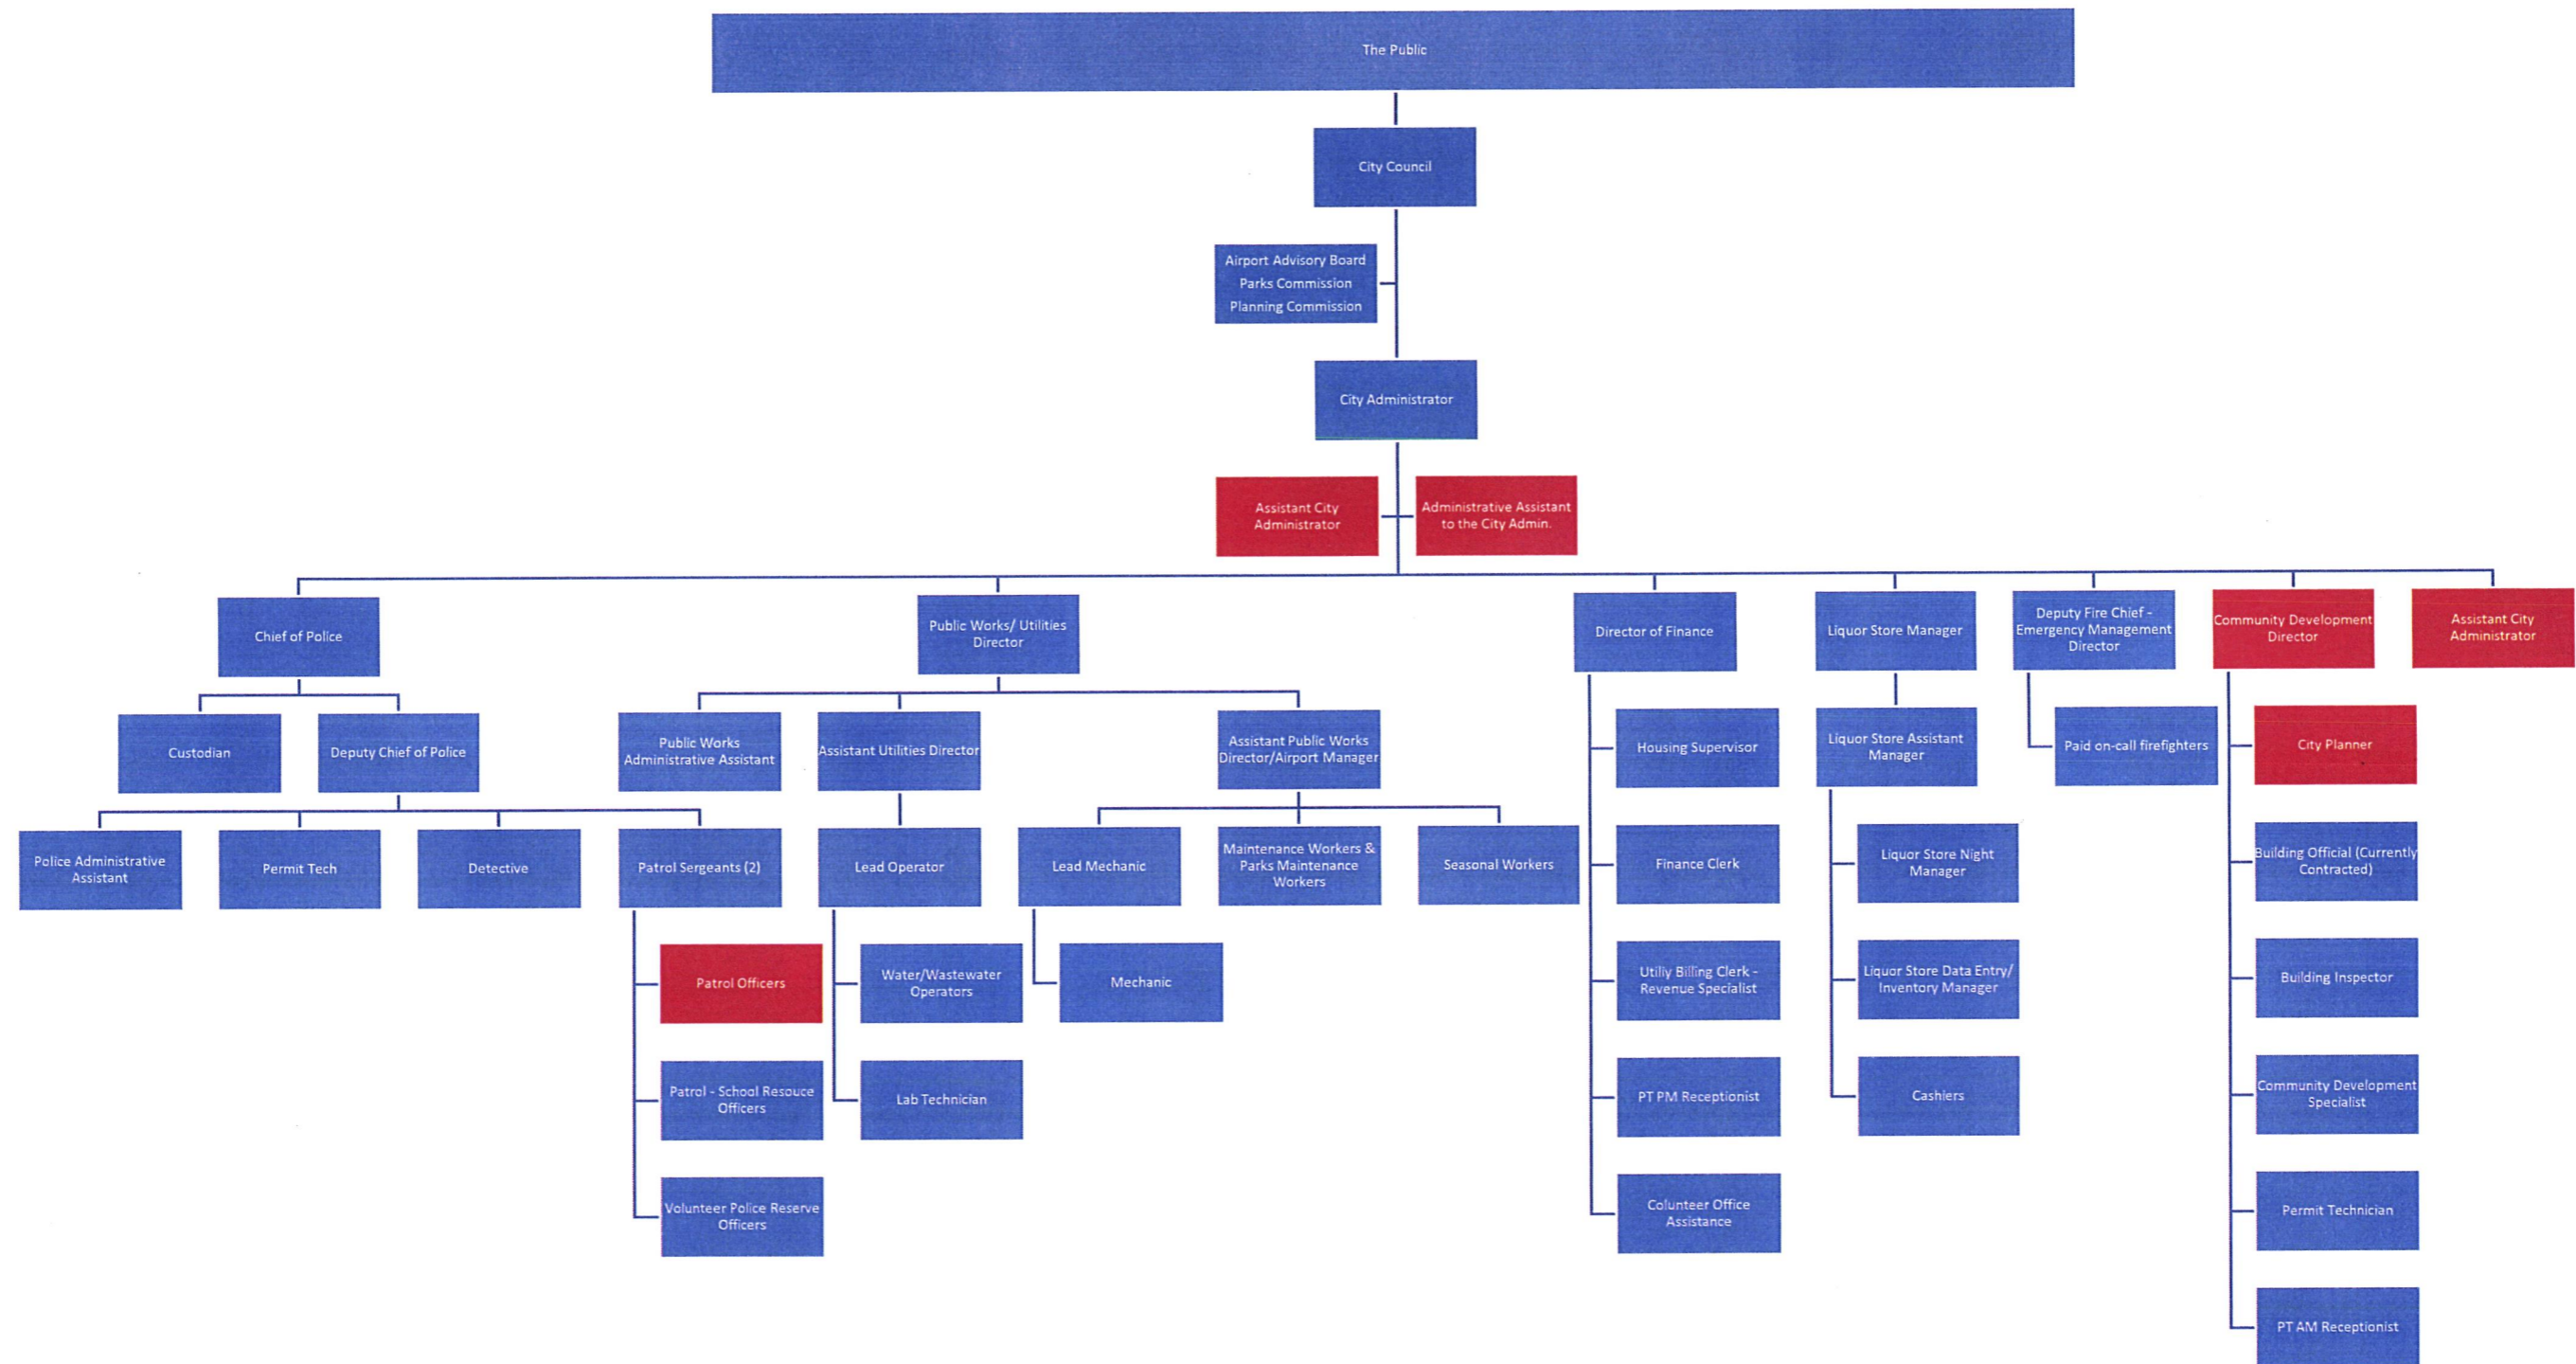 The Public
City Council
Airport Advisory Board
Parks Commission
Planning Commission
City Administrator
Assistant City
Administrator
Administrative Assistant
to the City Admin.
Chief of Police
Public Works/ Utilities
Director
Director of Finance
Liquor Store Manager
Deputy Fire Chief -
Emergency Management
Director
Community Development
Director
Assistant City
Administrator
Custodian
Deputy Chief of Police
Public Works
Administrative Assistant
Assistant Utilities Director
Assistant Public Works
Director/Airport Manager
Housing Supervisor
Liquor Store Assistant
Manager
Paid on-call firefighters
City Planner
Police Administrative
Assistant
Permit Tech
Detective
Patrol Sergeants (2)
Lead Operator
Lead Mechanic
Maintenance Workers &
Parks Maintenance
Workers
Seasonal Workers
Finance Clerk
Liquor Store Night
Manager
Building Official (Currently
Contracted)
Patrol Officers
Water/Wastewater
Operators
Mechanic
Utiliy Billing Clerk -
Revenue Specialist
Liquor Store Data Entry/
Inventory Manager
Building Inspector
Patrol - School Resouce
Officers
Lab Technician
PT PM Receptionist
Cashiers
Community Development
Specialist
Volunteer Police Reserve
Officers
Colunteer Office
Assistance
Permit Technician
PT AM Receptionist